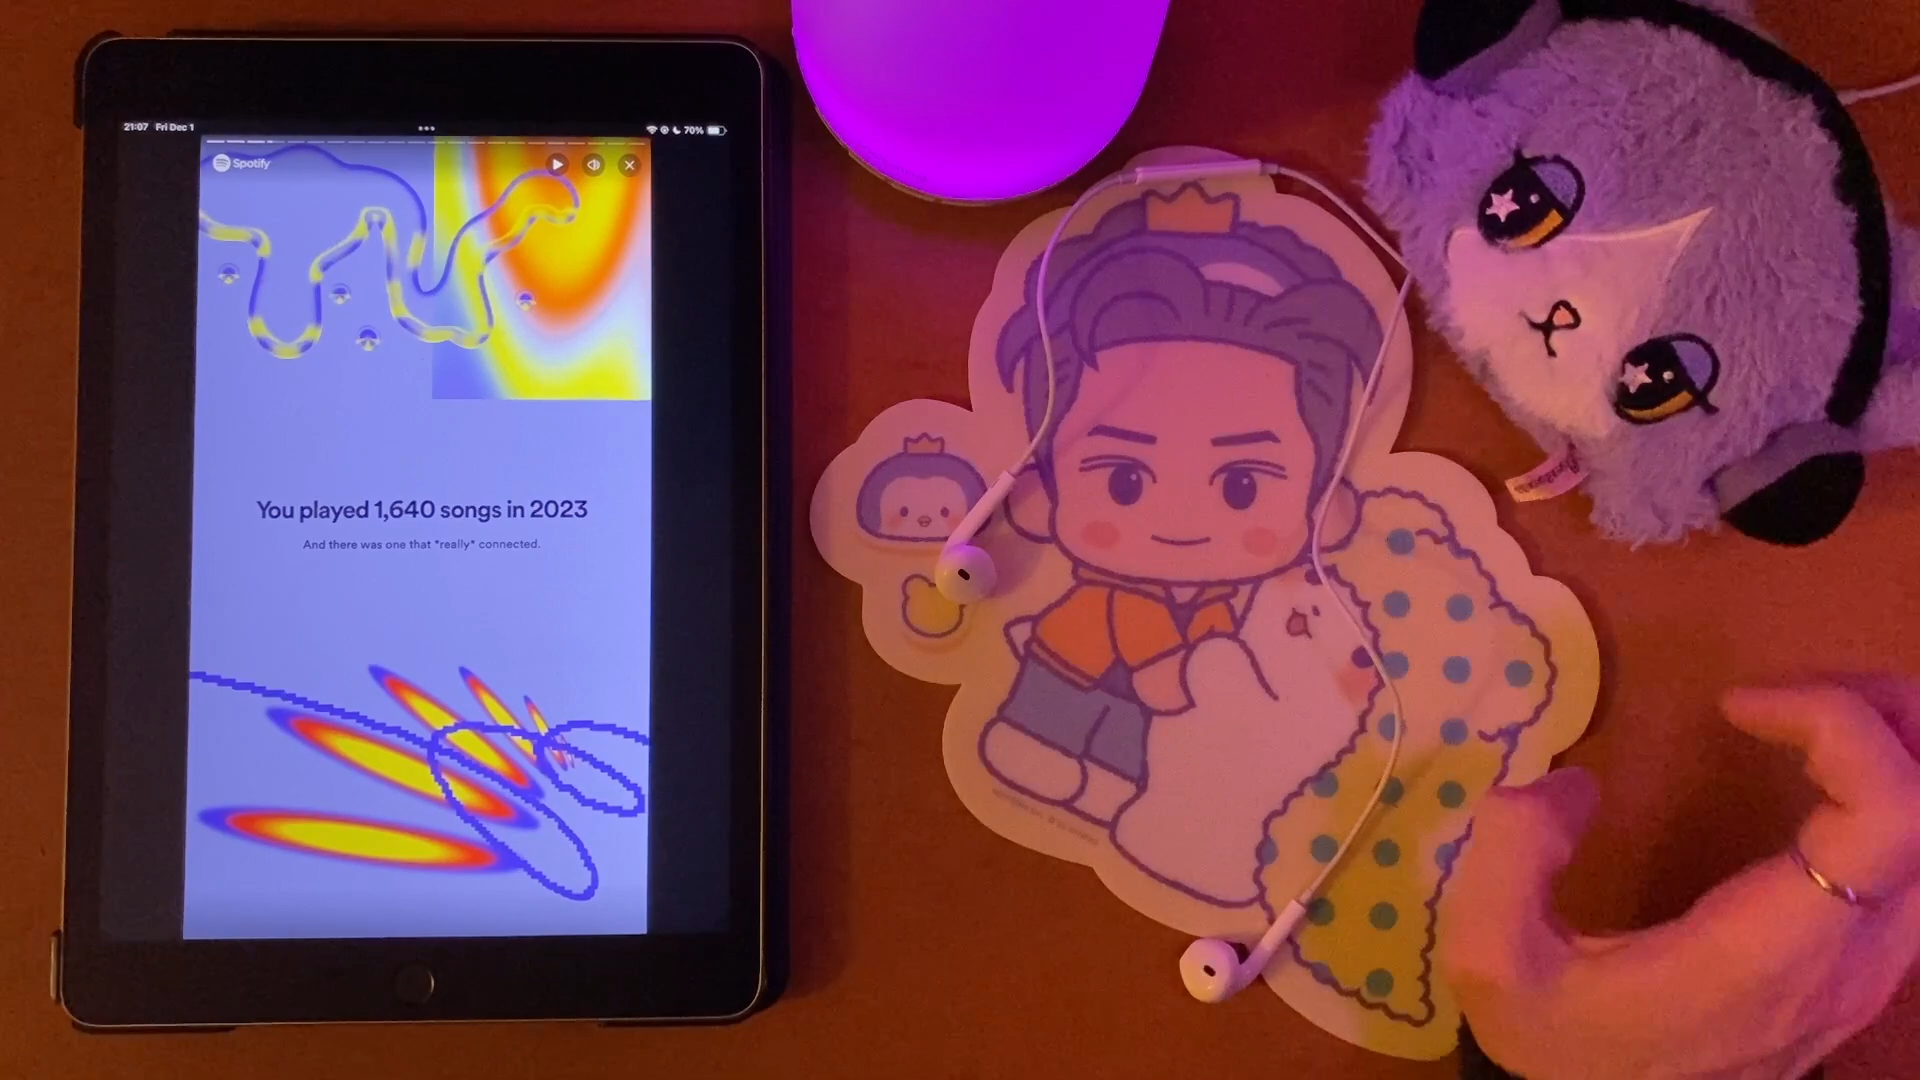 21:07 Fri Dec 1
70%
Spotify
You played 1,640 songs in 2023
And there was one that *really* connected.